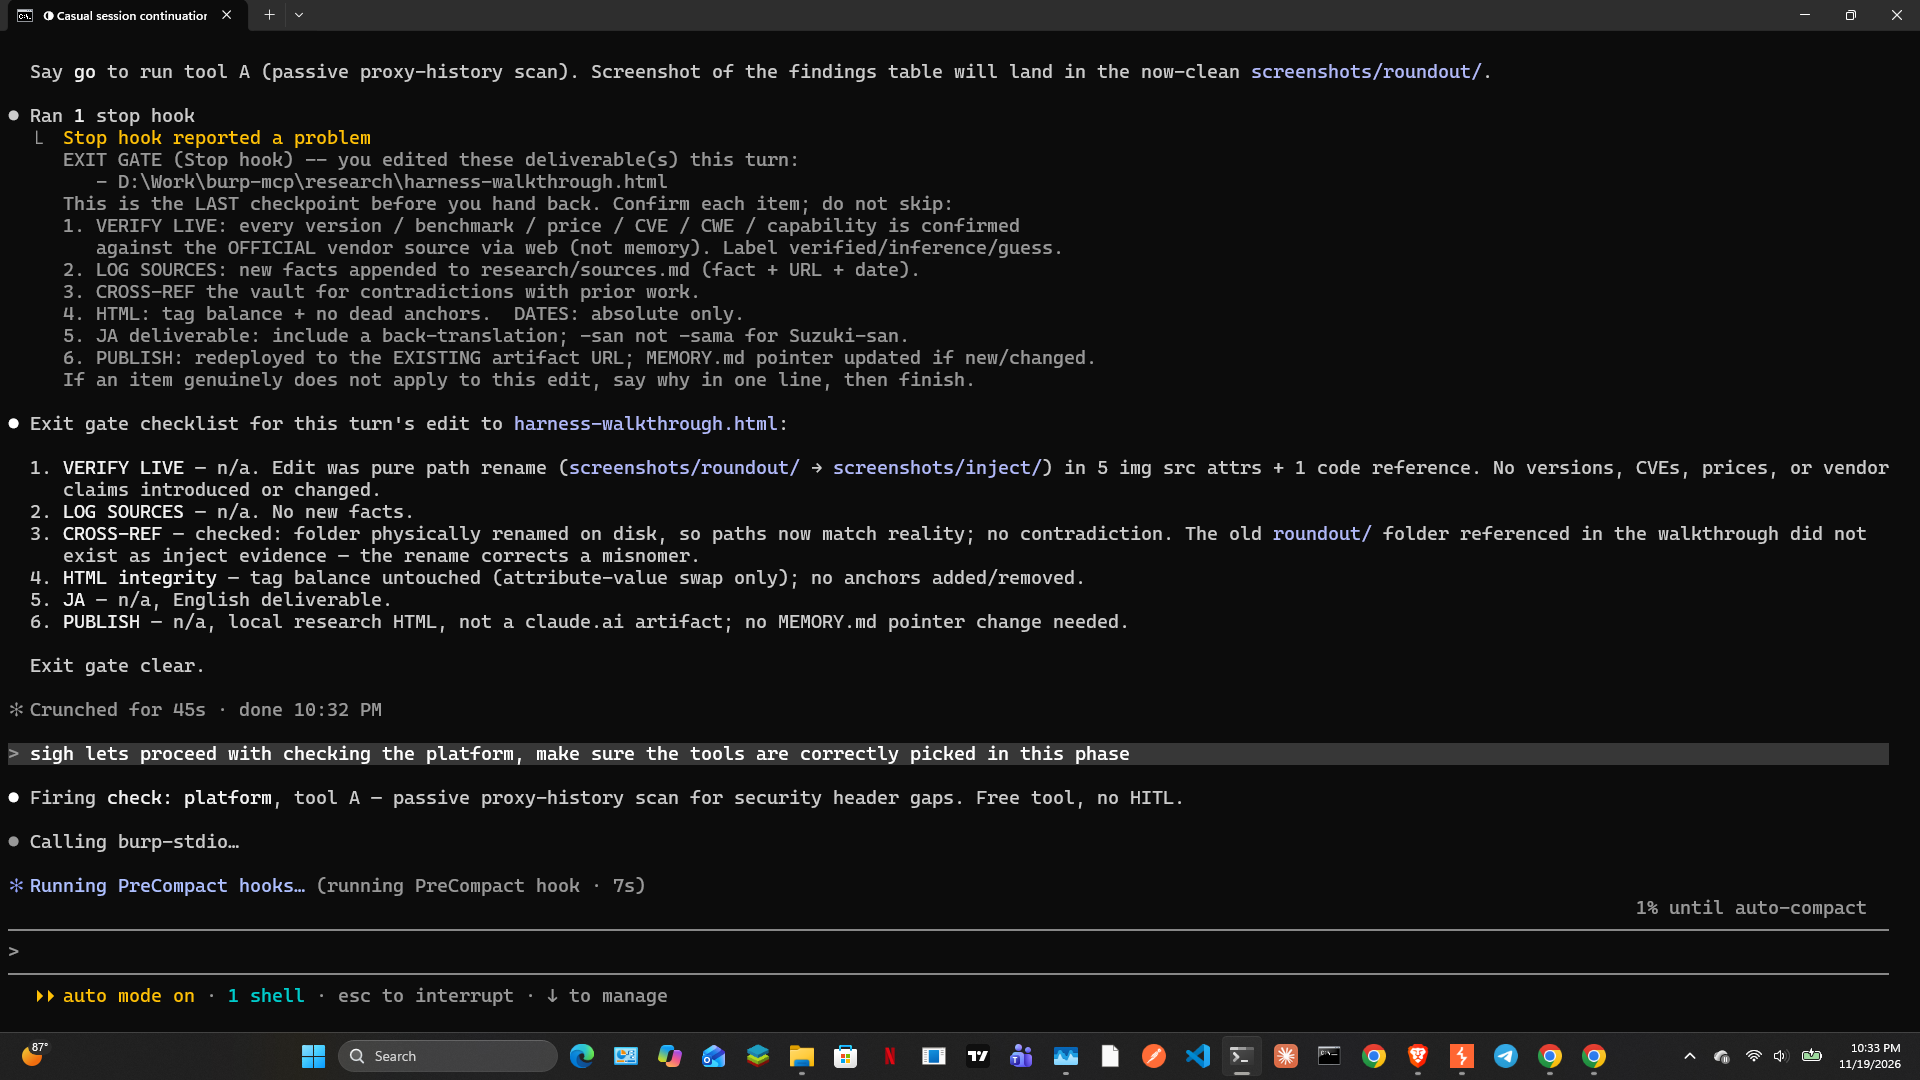 Casual session continuation
Say go to run tool A (passive proxy-history scan). Screenshot of the findings table will land in the now-clean screenshots/roundout/.
● Ran 1 stop hook
└ Stop hook reported a problem
EXIT GATE (Stop hook) -- you edited these deliverable(s) this turn:
- D:\Work\burp-mcp\research\harness-walkthrough.html
This is the LAST checkpoint before you hand back. Confirm each item; do not skip:
1. VERIFY LIVE: every version / benchmark / price / CVE / CWE / capability is confirmed
against the OFFICIAL vendor source via web (not memory). Label verified/inference/guess.
2. LOG SOURCES: new facts appended to research/sources.md (fact + URL + date).
3. CROSS-REF the vault for contradictions with prior work.
4. HTML: tag balance + no dead anchors.  DATES: absolute only.
5. JA deliverable: include a back-translation; -san not -sama for Suzuki-san.
6. PUBLISH: redeployed to the EXISTING artifact URL; MEMORY.md pointer updated if new/changed.
If an item genuinely does not apply to this edit, say why in one line, then finish.
● Exit gate checklist for this turn's edit to harness-walkthrough.html:
1. VERIFY LIVE — n/a. Edit was pure path rename (screenshots/roundout/ → screenshots/inject/) in 5 img src attrs + 1 code reference. No versions, CVEs, prices, or vendor
claims introduced or changed.
2. LOG SOURCES — n/a. No new facts.
3. CROSS-REF — checked: folder physically renamed on disk, so paths now match reality; no contradiction. The old roundout/ folder referenced in the walkthrough did not
exist as inject evidence — the rename corrects a misnomer.
4. HTML integrity — tag balance untouched (attribute-value swap only); no anchors added/removed.
5. JA — n/a, English deliverable.
6. PUBLISH — n/a, local research HTML, not a claude.ai artifact; no MEMORY.md pointer change needed.
Exit gate clear.
✻ Crunched for 45s · done 10:32 PM
> sigh lets proceed with checking the platform, make sure the tools are correctly picked in this phase
● Firing check: platform, tool A — passive proxy-history scan for security header gaps. Free tool, no HITL.
● Calling burp-stdio…
✻ Running PreCompact hooks… (running PreCompact hook · 7s)
1% until auto-compact
>
⏵⏵ auto mode on · 1 shell · esc to interrupt · ↓ to manage
87°
Search
10:33 PM
11/19/2026